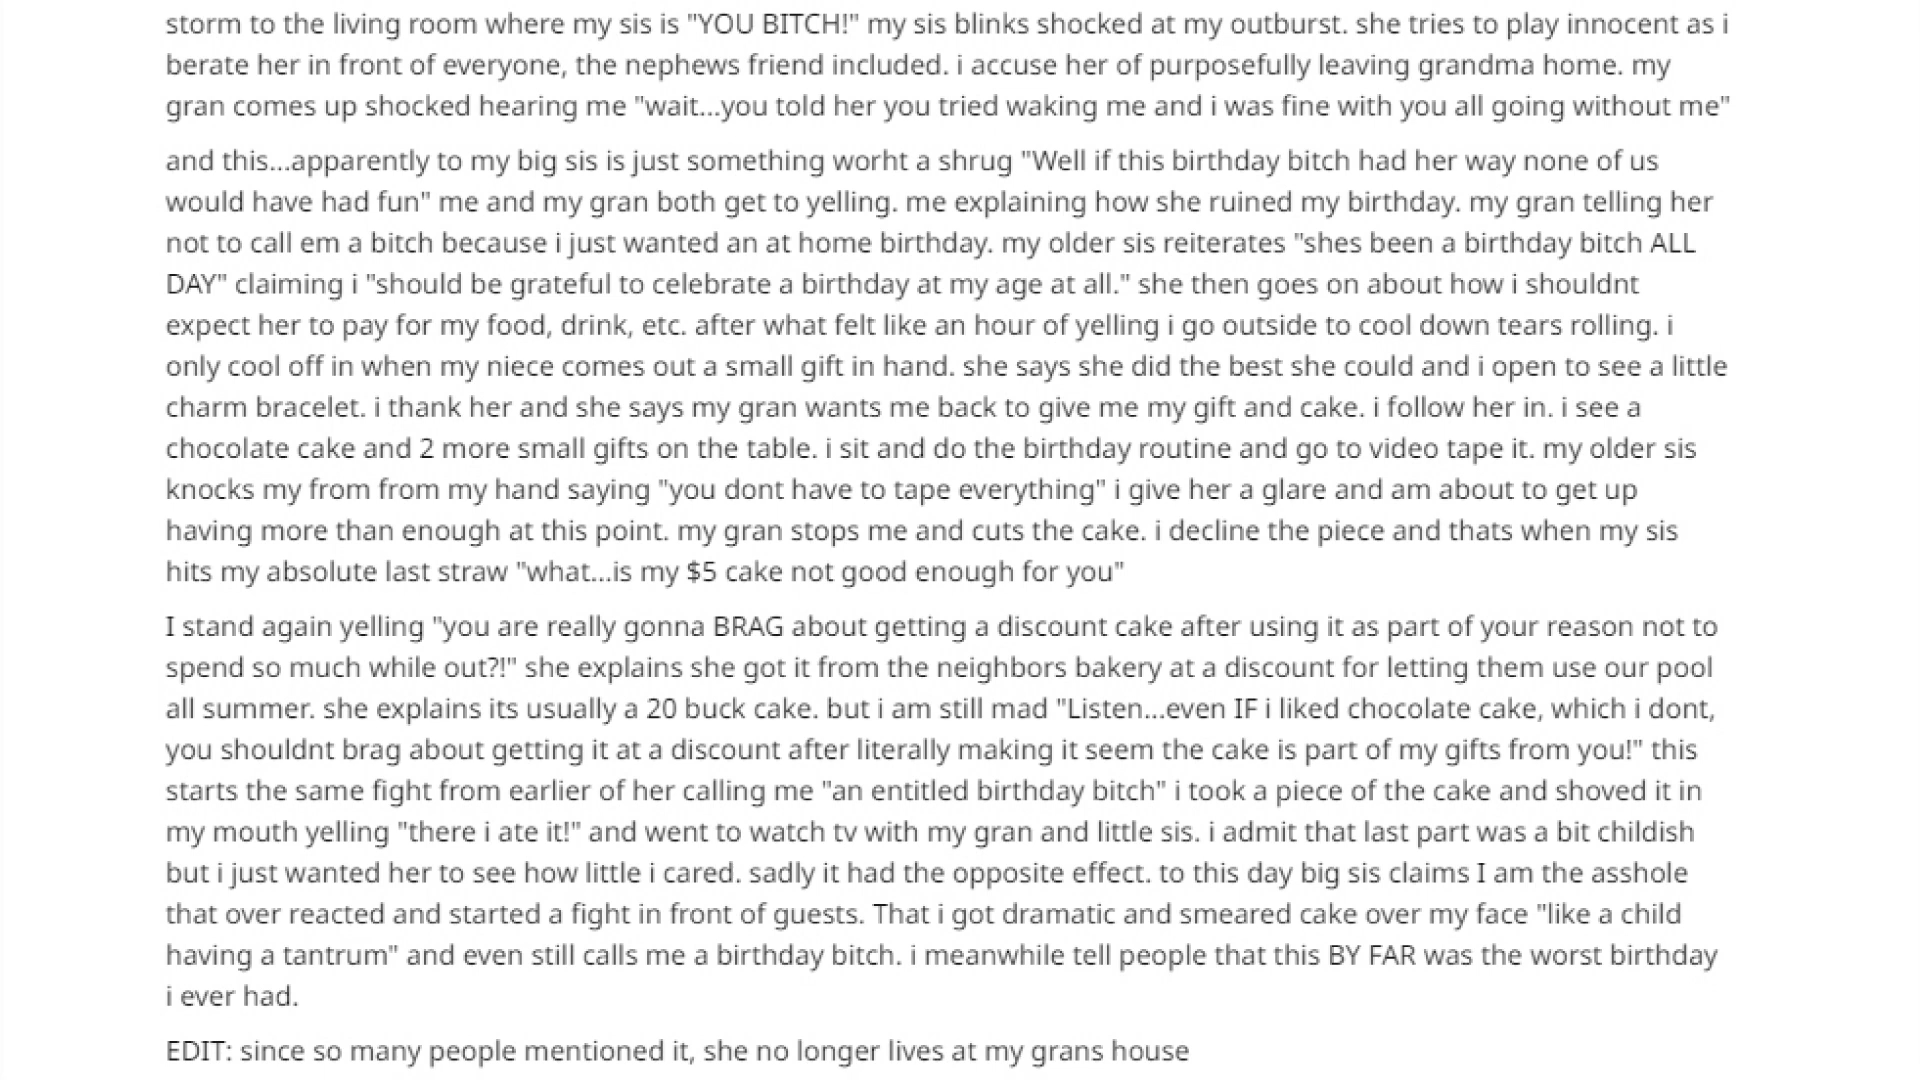 storm to the living room where my sis is "YOU BITCH!" my sis blinks shocked at my outburst. she tries to play innocent as i
berate her in front of everyone, the nephews friend included. i accuse her of purposefully leaving grandma home. my
gran comes up shocked hearing me "wait...you told her you tried waking me and i was fine with you all going without me"
and this...apparently to my big sis is just something worht a shrug "Well if this birthday bitch had her way none of us
would have had fun" me and my gran both get to yelling. me explaining how she ruined my birthday. my gran telling her
not to call em a bitch because i just wanted an at home birthday. my older sis reiterates "shes been a birthday bitch ALL
DAY" claiming i "should be grateful to celebrate a birthday at my age at all." she then goes on about how i shouldnt
expect her to pay for my food, drink, etc. after what felt like an hour of yelling i go outside to cool down tears rolling. i
only cool off in when my niece comes out a small gift in hand. she says she did the best she could and i open to see a little
charm bracelet. i thank her and she says my gran wants me back to give me my gift and cake. i follow her in. i see a
chocolate cake and 2 more small gifts on the table. i sit and do the birthday routine and go to video tape it. my older sis
knocks my from from my hand saying "you dont have to tape everything" i give her a glare and am about to get up
having more than enough at this point. my gran stops me and cuts the cake. i decline the piece and thats when my sis
hits my absolute last straw "what...is my $5 cake not good enough for you"
I stand again yelling "you are really gonna BRAG about getting a discount cake after using it as part of your reason not to
spend so much while out?!" she explains she got it from the neighbors bakery at a discount for letting them use our pool
all summer. she explains its usually a 20 buck cake. but i am still mad "Listen...even IF i liked chocolate cake, which i dont,
you shouldnt brag about getting it at a discount after literally making it seem the cake is part of my gifts from you!" this
starts the same fight from earlier of her calling me "an entitled birthday bitch" i took a piece of the cake and shoved it in
my mouth yelling "there i ate it!" and went to watch tv with my gran and little sis. i admit that last part was a bit childish
but i just wanted her to see how little i cared. sadly it had the opposite effect. to this day big sis claims I am the asshole
that over reacted and started a fight in front of guests. That i got dramatic and smeared cake over my face "like a child
having a tantrum" and even still calls me a birthday bitch. i meanwhile tell people that this BY FAR was the worst birthday
i ever had.
EDIT: since so many people mentioned it, she no longer lives at my grans house